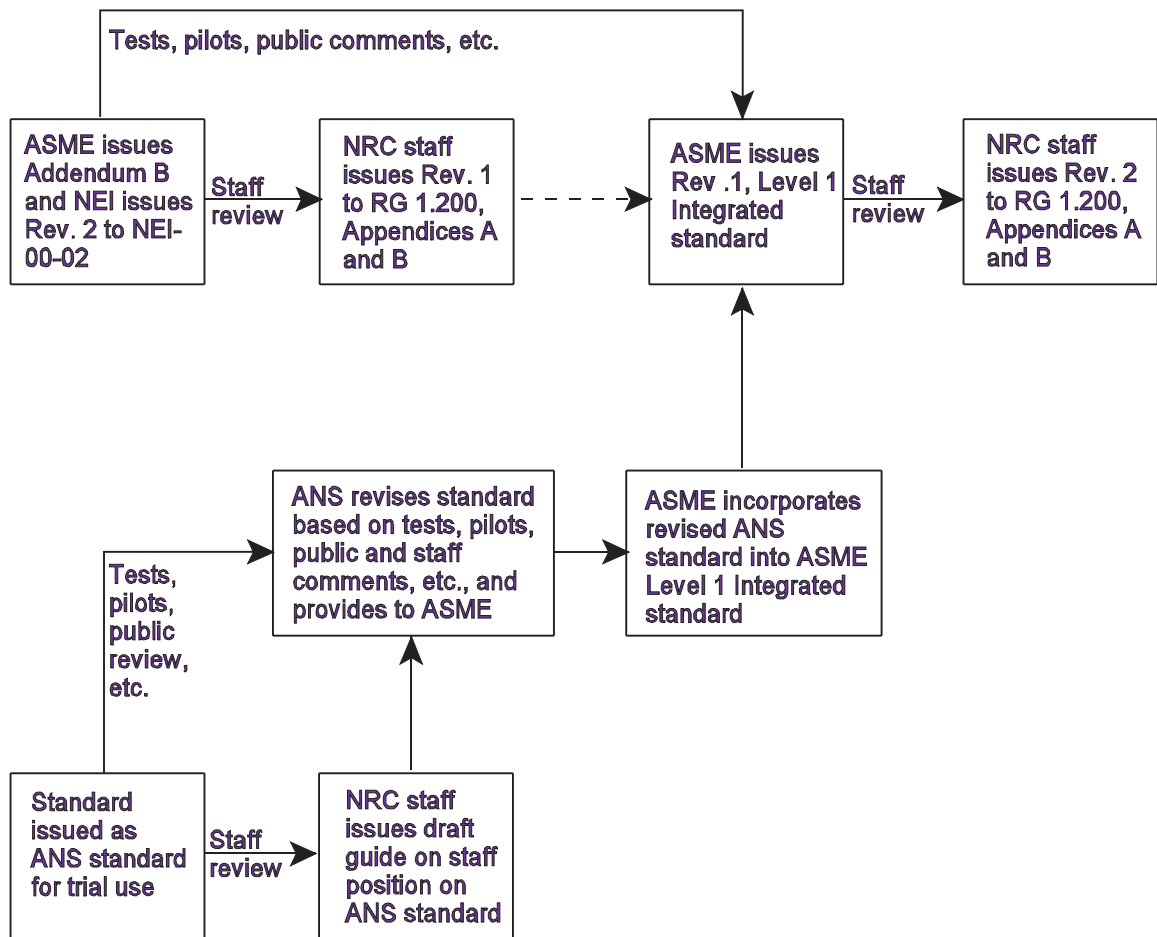 Tests, pilots, public comments, etc.
ASME issues
Addendum B
and NEI issues
Rev. 2 to NEI-
00-02
Staff
review
NRC staff
issues Rev. 1
to RG 1.200,
Appendices A
and B
ASME issues
Rev .1, Level 1
Integrated
standard
Staff
review
NRC staff
issues Rev. 2
to RG 1.200,
Appendices A
and B
ANS revises standard
based on tests, pilots,
public and staff
comments, etc., and
provides to ASME
ASME incorporates
revised ANS
standard into ASME
Level 1 Integrated
standard
Tests,
pilots,
public
review,
etc.
Standard
issued as
ANS standard
for trial use
Staff
review
NRC staff
issues draft
guide on staff
position on
ANS standard